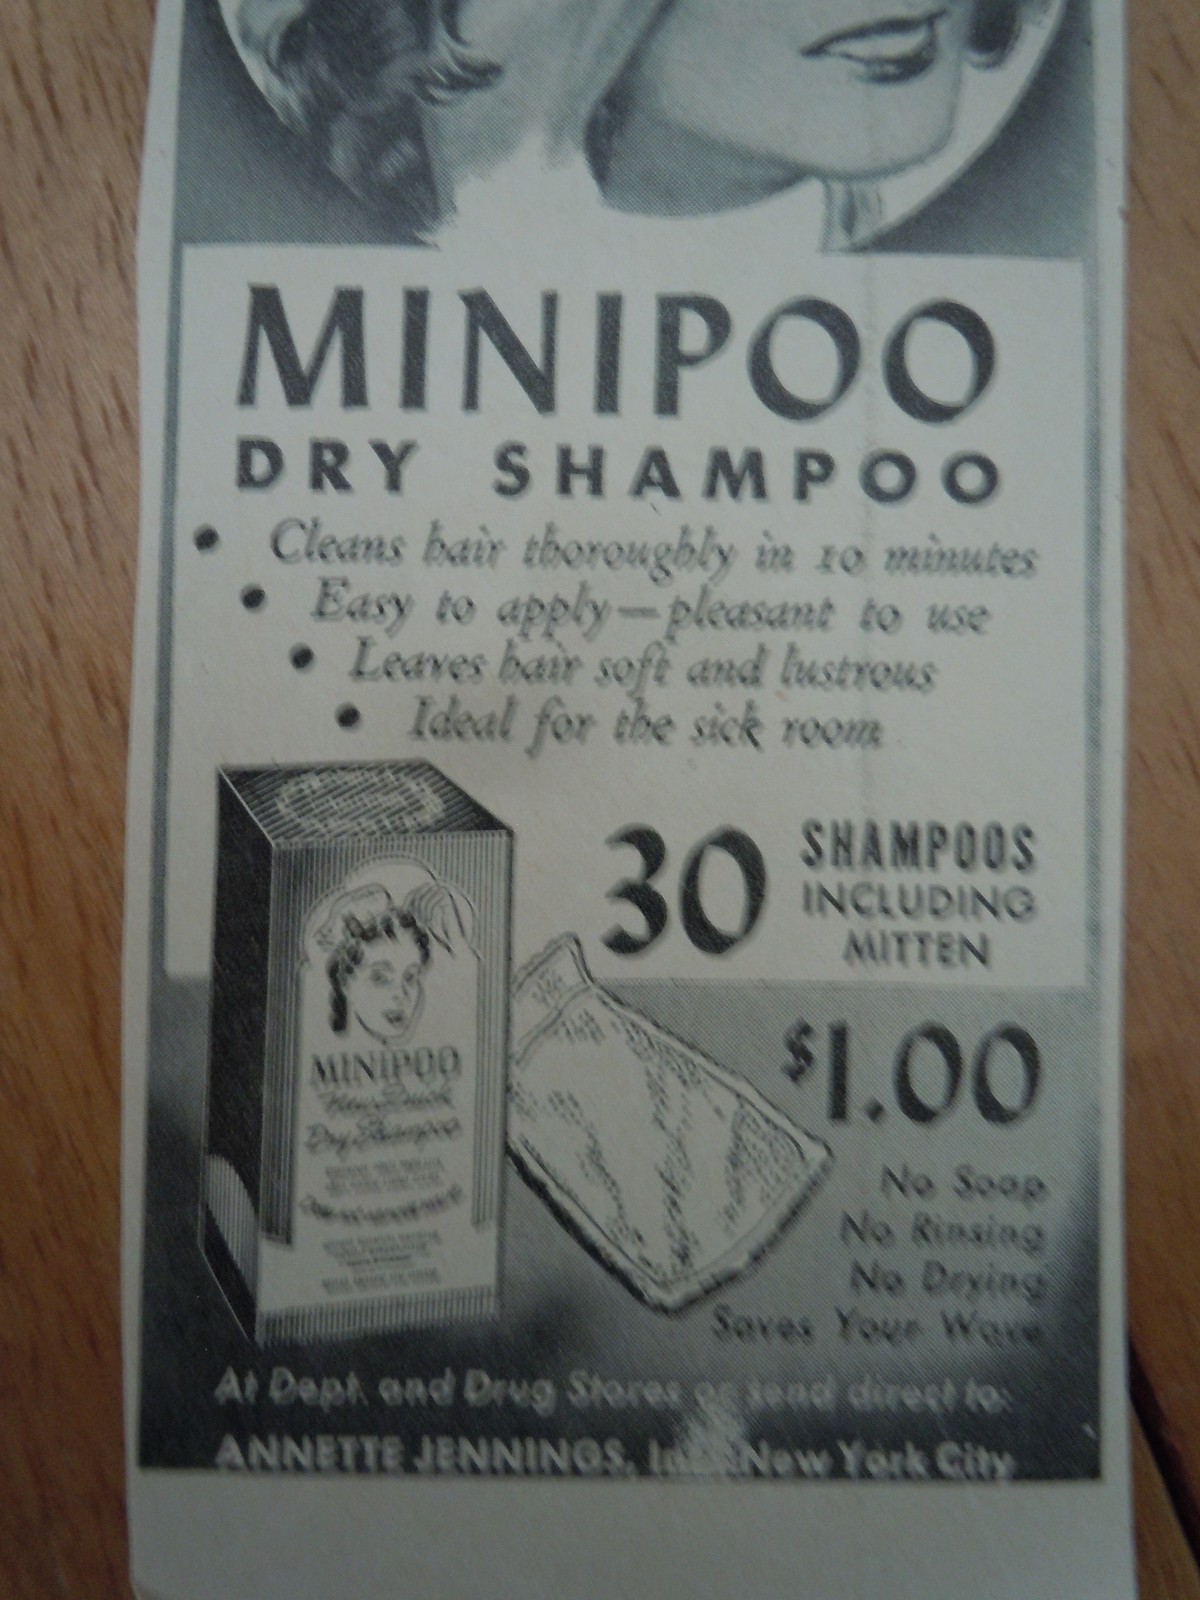 MINIPOO
DRY SHAMPOO
• Cleans hair thoroughly in 10 minutes
• Easy to apply—pleasant to use
• Leaves hair soft and lustrous
• Ideal for the sick room
30 SHAMPOOS
INCLUDING
MITTEN
$1.00
MINIPOO
Dry Shampoo
No Soap
No Rinsing
No Drying
Saves Your Wave
At Dept. and Drug Stores or send direct to:
ANNETTE JENNINGS, Inc. New York City